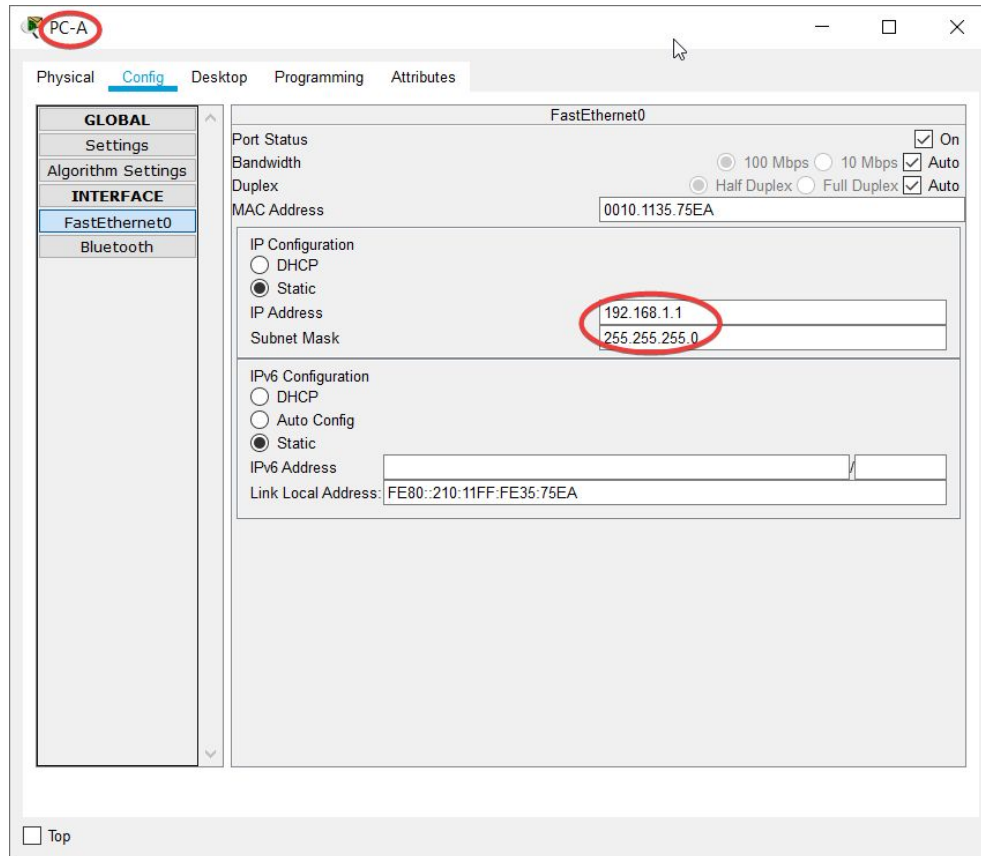 PC-A
Physical Config Desktop Programming Attributes
GLOBAL
Settings
Algorithm Settings
INTERFACE
FastEthernet0
Bluetooth
FastEthernet0
Port Status On
Bandwidth 100 Mbps 10 Mbps Auto
Duplex Half Duplex Full Duplex Auto
MAC Address 0010.1135.75EA
IP Configuration
DHCP
Static
IP Address 192.168.1.1
Subnet Mask 255.255.255.0
IPv6 Configuration
DHCP
Auto Config
Static
IPv6 Address /
Link Local Address: FE80::210:11FF:FE35:75EA
Top